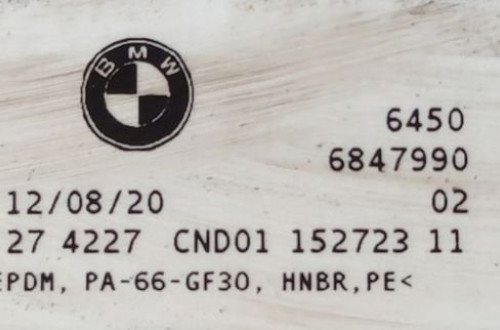 BMW
6450
6847990
12/08/20 02
27 4227 CND01 152723 11
EPDM, PA-66-GF30, HNBR,PE<